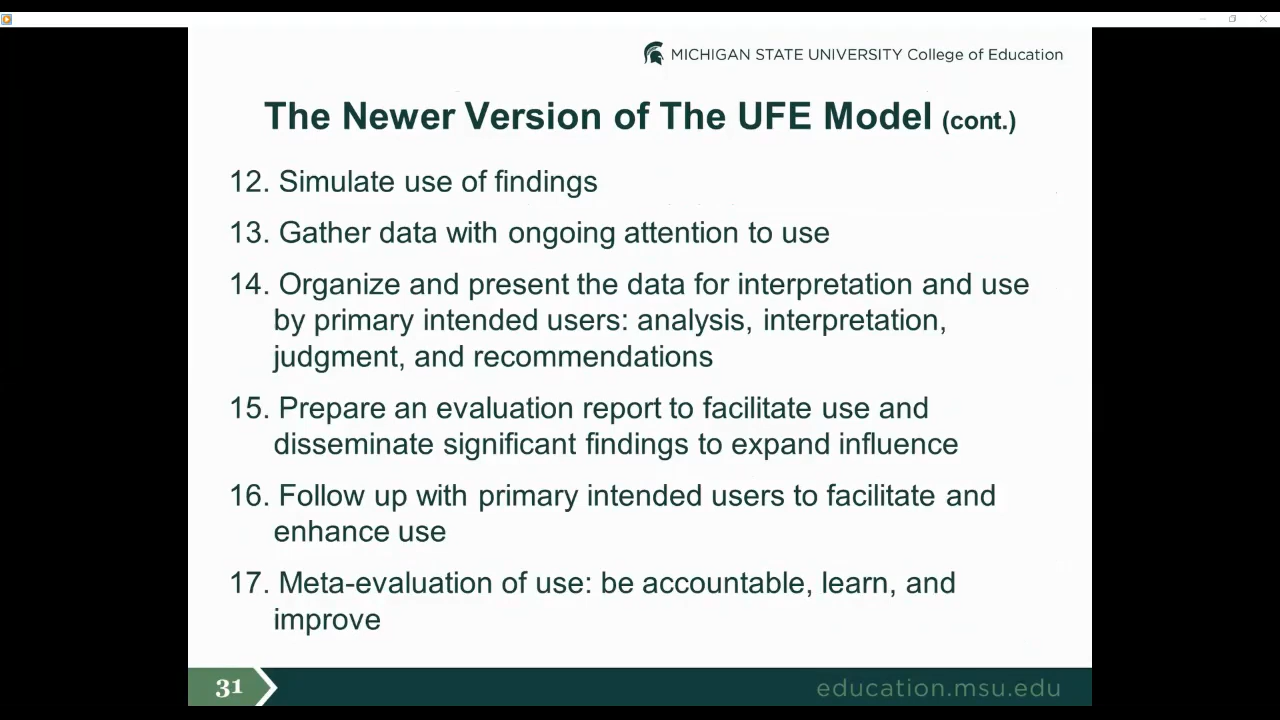 MICHIGAN STATE UNIVERSITY College of Education
The Newer Version of The UFE Model (cont.)
12. Simulate use of findings
13. Gather data with ongoing attention to use
14. Organize and present the data for interpretation and use
by primary intended users: analysis, interpretation,
judgment, and recommendations
15. Prepare an evaluation report to facilitate use and
disseminate significant findings to expand influence
16. Follow up with primary intended users to facilitate and
enhance use
17. Meta-evaluation of use: be accountable, learn, and
improve
31
education.msu.edu